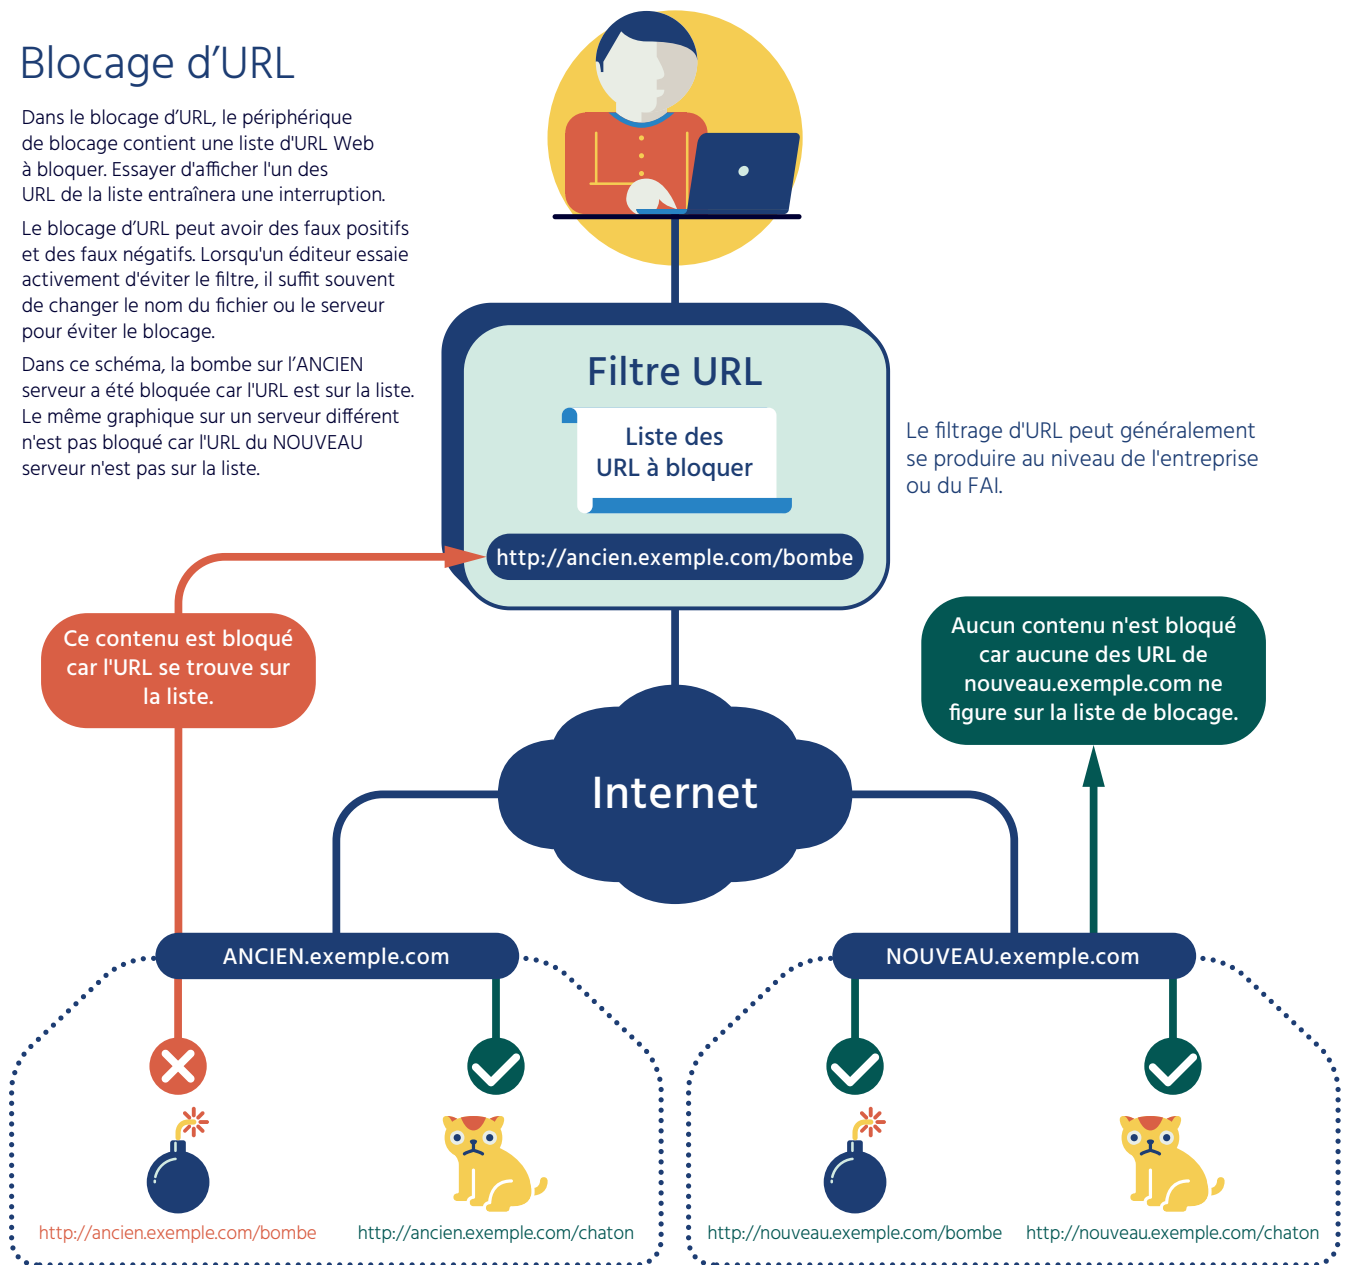 Blocage d’URL
Dans le blocage d’URL, le périphérique
de blocage contient une liste d'URL Web
à bloquer. Essayer d'afficher l'un des
URL de la liste entraînera une interruption.
Le blocage d’URL peut avoir des faux positifs
et des faux négatifs. Lorsqu'un éditeur essaie
activement d'éviter le filtre, il suffit souvent
de changer le nom du fichier ou le serveur
pour éviter le blocage.
Dans ce schéma, la bombe sur l’ANCIEN
serveur a été bloquée car l'URL est sur la liste.
Le même graphique sur un serveur différent
n'est pas bloqué car l'URL du NOUVEAU
serveur n'est pas sur la liste.
Filtre URL
Liste des
URL à bloquer
http://ancien.exemple.com/bombe
Le filtrage d'URL peut généralement
se produire au niveau de l'entreprise
ou du FAI.
Ce contenu est bloqué
car l'URL se trouve sur
la liste.
Aucun contenu n'est bloqué
car aucune des URL de
nouveau.exemple.com ne
figure sur la liste de blocage.
Internet
ANCIEN.exemple.com
NOUVEAU.exemple.com
http://ancien.exemple.com/bombe
http://ancien.exemple.com/chaton
http://nouveau.exemple.com/bombe
http://nouveau.exemple.com/chaton